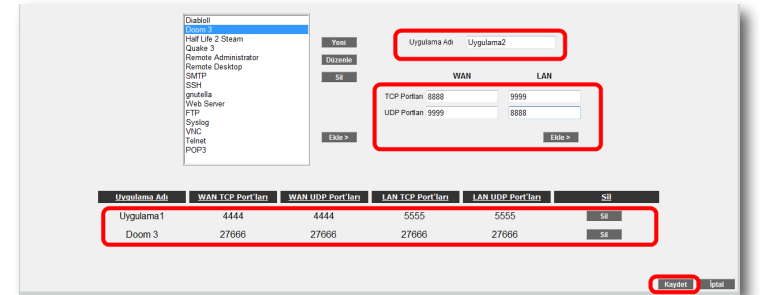 Diabloll
Doom 3
Half Life 2 Steam
Quake 3
Remote Administrator
Remote Desktop
SMTP
SSH
gnutella
Web Server
FTP
Syslog
VNC
Telnet
POP3
Yeni
Düzenle
Sil
Ekle >
Uygulama Adı Uygulama2
WAN LAN
TCP Portları 8888 9999
UDP Portları 9999 8888
Ekle >
Uygulama Adı WAN TCP Port'ları WAN UDP Port'ları LAN TCP Port'ları LAN UDP Port'ları Sil
Uygulama1 4444 4444 5555 5555 Sil
Doom 3 27666 27666 27666 27666 Sil
Kaydet İptal